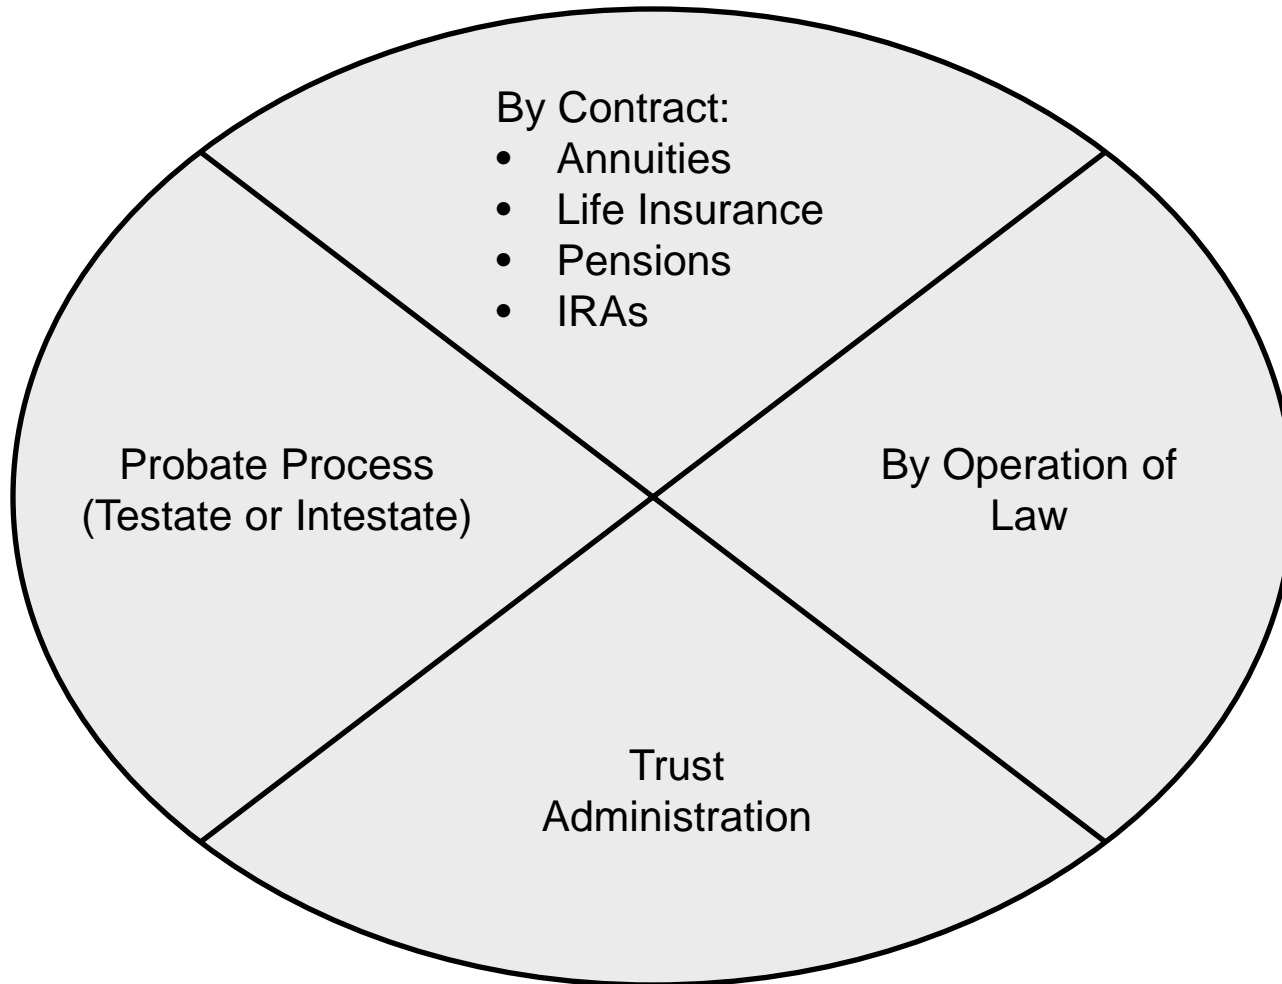 By Contract:
• Annuities
• Life Insurance
• Pensions
• IRAs
Probate Process
(Testate or Intestate)
By Operation of
Law
Trust
Administration